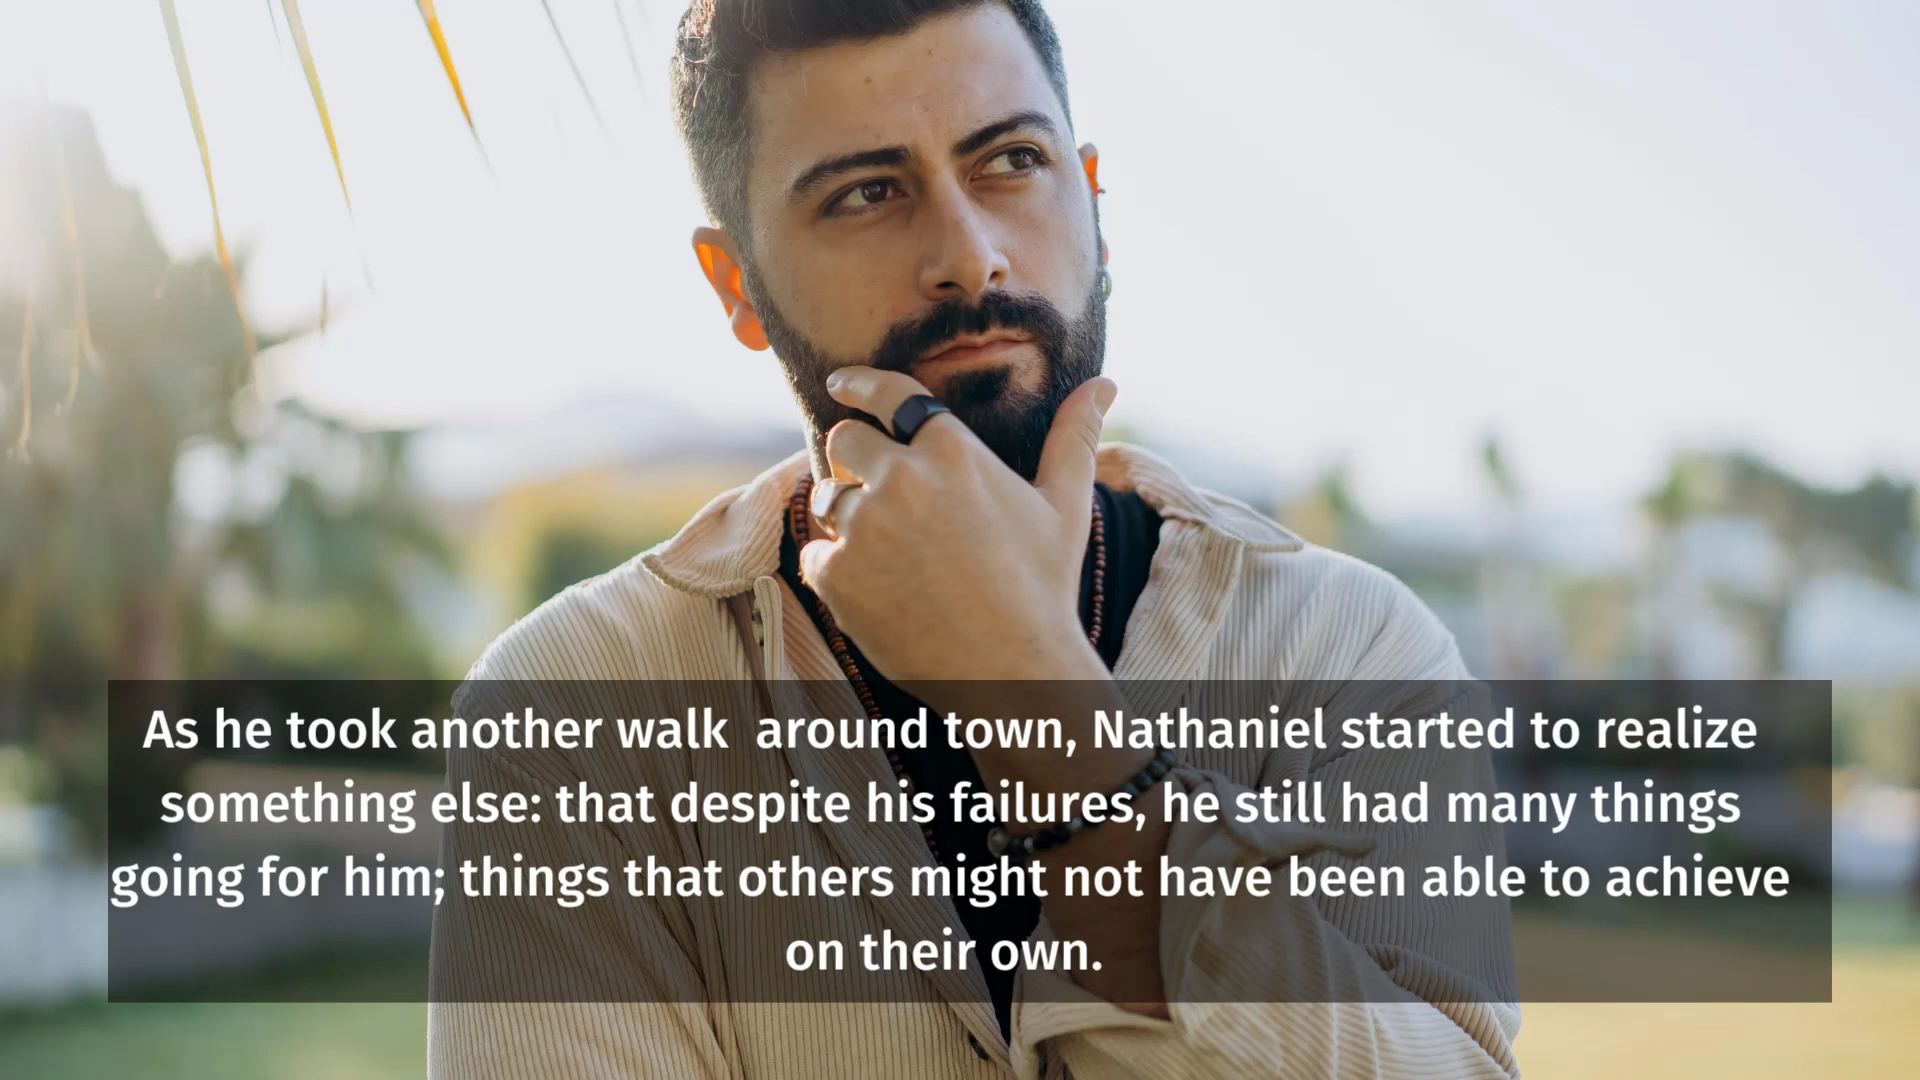 As he took another walk  around town, Nathaniel started to realize
something else: that despite his failures, he still had many things
going for him; things that others might not have been able to achieve
on their own.